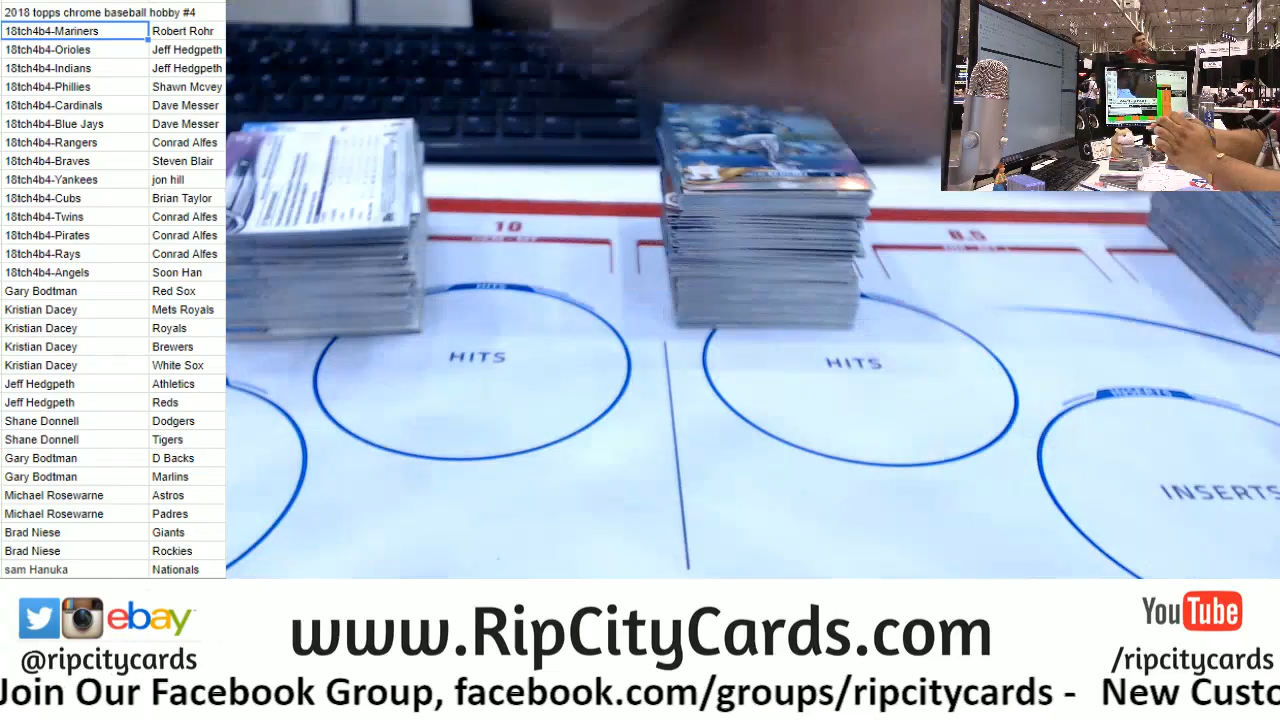 2018 topps chrome baseball hobby #4
18tch4b4-Mariners Robert Rohr
18tch4b4-Orioles Jeff Hedgpeth
18tch4b4-Indians Jeff Hedgpeth
18tch4b4-Phillies Shawn Mcvey
18tch4b4-Cardinals Dave Messer
18tch4b4-Blue Jays Dave Messer
18tch4b4-Rangers Conrad Alfes
18tch4b4-Braves Steven Blair
18tch4b4-Yankees jon hill
18tch4b4-Cubs Brian Taylor
18tch4b4-Twins Conrad Alfes
18tch4b4-Pirates Conrad Alfes
18tch4b4-Rays Conrad Alfes
18tch4b4-Angels Soon Han
Gary Bodtman Red Sox
Kristian Dacey Mets Royals
Kristian Dacey Royals
Kristian Dacey Brewers
Kristian Dacey White Sox
Jeff Hedgpeth Athletics
Jeff Hedgpeth Reds
Shane Donnell Dodgers
Shane Donnell Tigers
Gary Bodtman D Backs
Gary Bodtman Marlins
Michael Rosewarne Astros
Michael Rosewarne Padres
Brad Niese Giants
Brad Niese Rockies
sam Hanuka Nationals
10
9.5
HITS
HITS
HITS
INSERTS
INSERTS
ebay
@ripcitycards
www.RipCityCards.com
YouTube
/ripcitycards
Join Our Facebook Group, facebook.com/groups/ripcitycards - New Custo